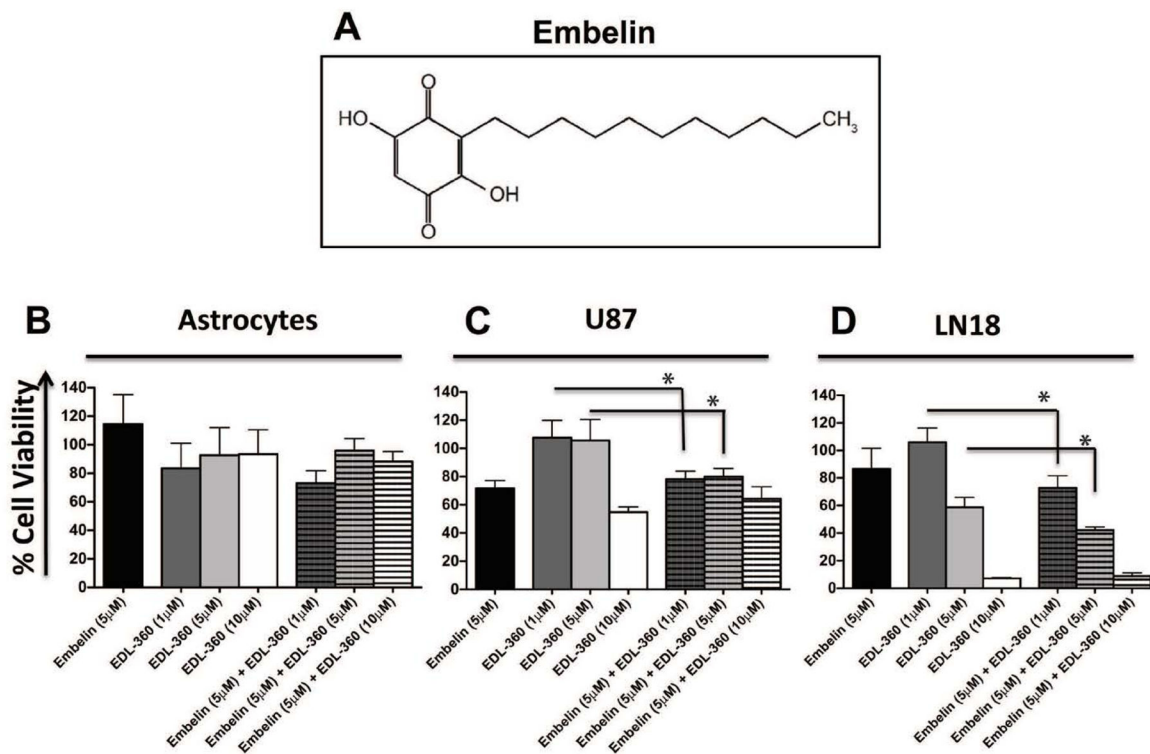 A Embelin
O
HO
CH3
OH
O
B Astrocytes
C U87
D LN18
% Cell Viability
140
120
100
80
60
40
20
0
Embelin (5µM)
EDL-360 (1µM)
EDL-360 (5µM)
EDL-360 (10µM)
Embelin (5µM) + EDL-360 (1µM)
Embelin (5µM) + EDL-360 (5µM)
Embelin (5µM) + EDL-360 (10µM)
*
*
140
120
100
80
60
40
20
0
Embelin (5µM)
EDL-360 (1µM)
EDL-360 (5µM)
EDL-360 (10µM)
Embelin (5µM) + EDL-360 (1µM)
Embelin (5µM) + EDL-360 (5µM)
Embelin (5µM) + EDL-360 (10µM)
*
*
140
120
100
80
60
40
20
0
Embelin (5µM)
EDL-360 (1µM)
EDL-360 (5µM)
EDL-360 (10µM)
Embelin (5µM) + EDL-360 (1µM)
Embelin (5µM) + EDL-360 (5µM)
Embelin (5µM) + EDL-360 (10µM)